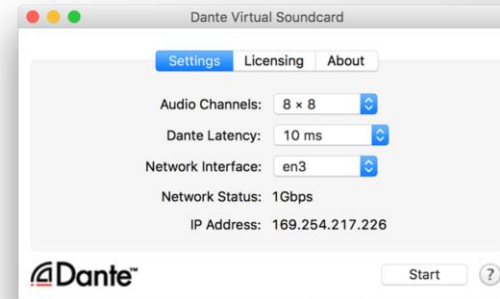 Dante Virtual Soundcard
Settings Licensing About
Audio Channels: 8 × 8
Dante Latency: 10 ms
Network Interface: en3
Network Status: 1Gbps
IP Address: 169.254.217.226
Dante™ Start ?